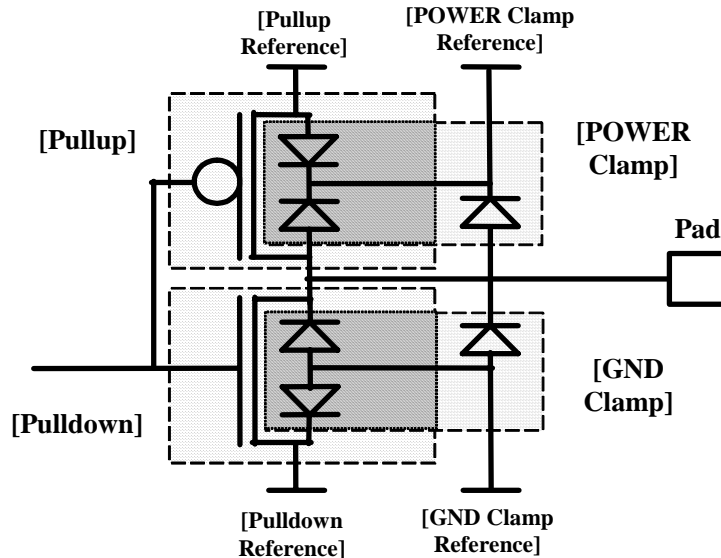 [Pullup
Reference]
[POWER Clamp
Reference]
[Pullup]
[POWER
Clamp]
Pad
[GND
Clamp]
[Pulldown]
[Pulldown
Reference]
[GND Clamp
Reference]